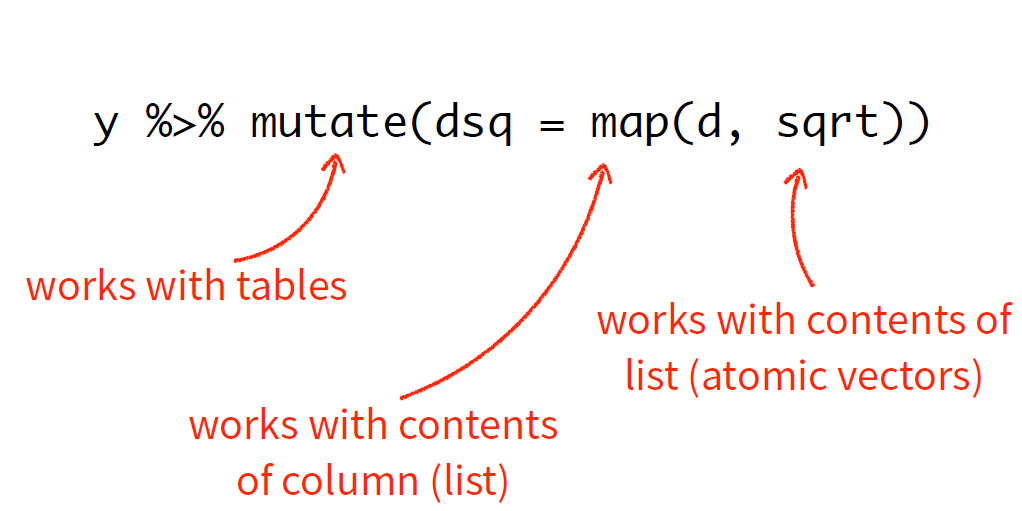 y %>% mutate(dsq = map(d, sqrt))
works with tables
works with contents of
list (atomic vectors)
works with contents
of column (list)